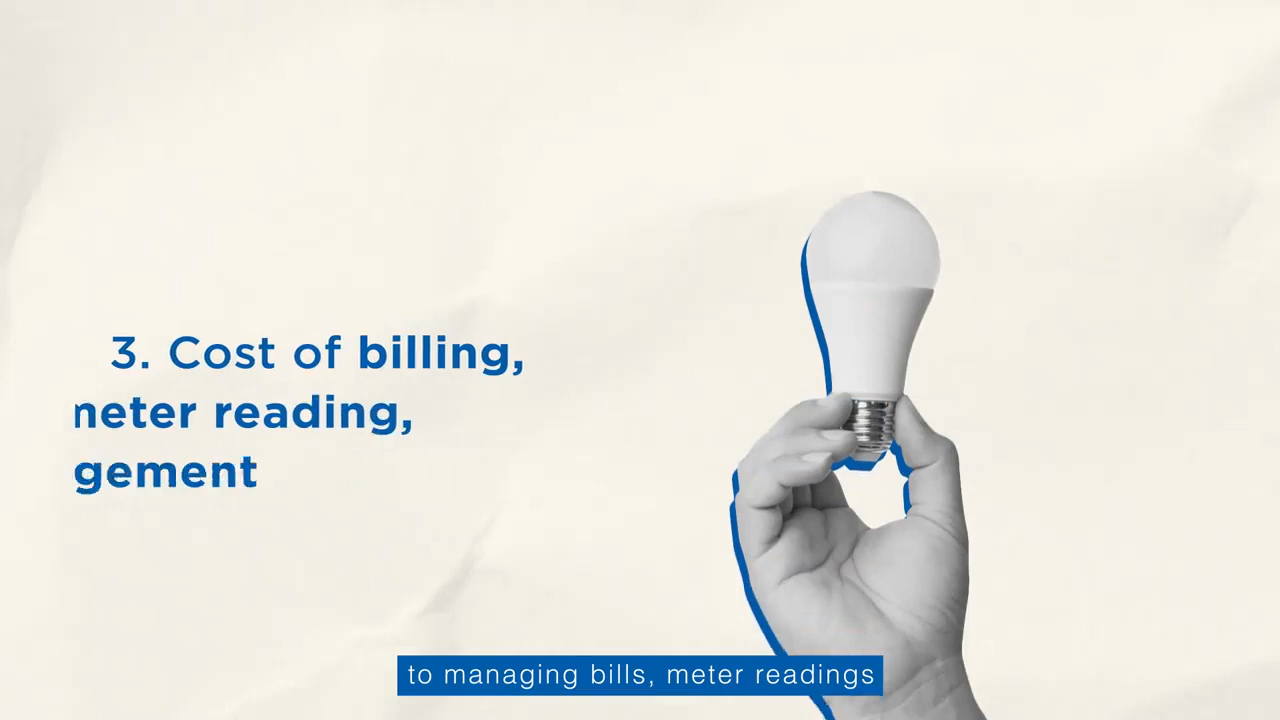 3. Cost of billing,
neter reading,
gement
to managing bills, meter readings